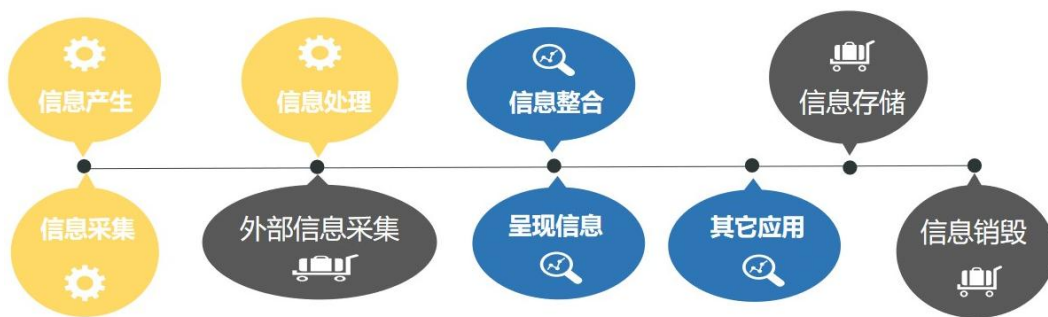 信息产生
信息处理
信息整合
信息存储
信息采集
外部信息采集
呈现信息
其它应用
信息销毁